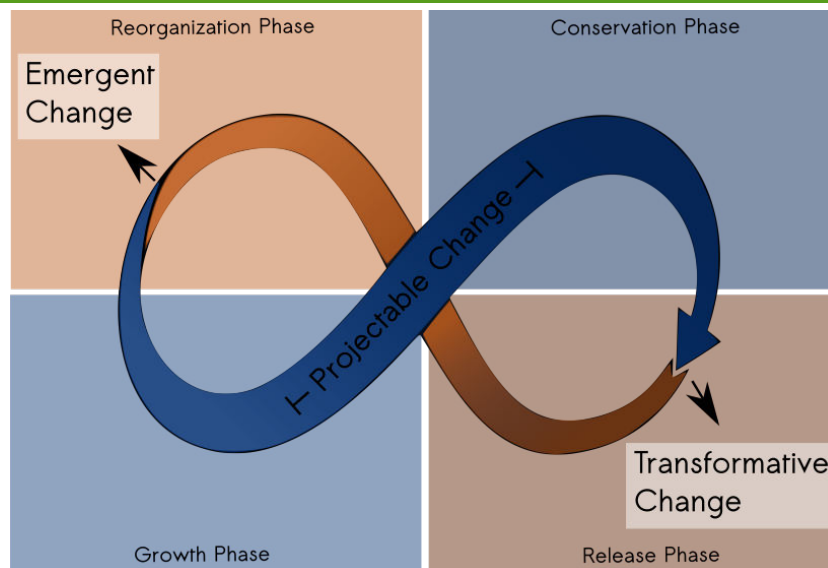 Reorganization Phase
Conservation Phase
Emergent
Change
Projectable Change
Transformative
Change
Growth Phase
Release Phase